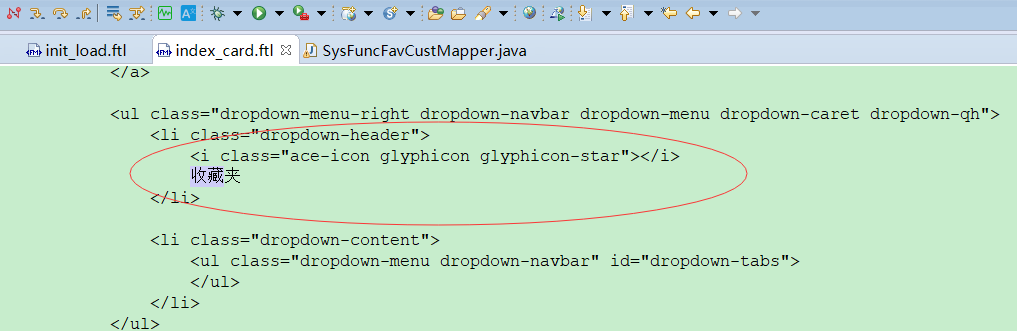 init_load.ftl index_card.ftl SysFuncFavCustMapper.java
</a>
<ul class="dropdown-menu-right dropdown-navbar dropdown-menu dropdown-caret dropdown-qh">
<li class="dropdown-header">
<i class="ace-icon glyphicon glyphicon-star"></i>
收藏夹
</li>
<li class="dropdown-content">
<ul class="dropdown-menu dropdown-navbar" id="dropdown-tabs">
</ul>
</li>
</ul>